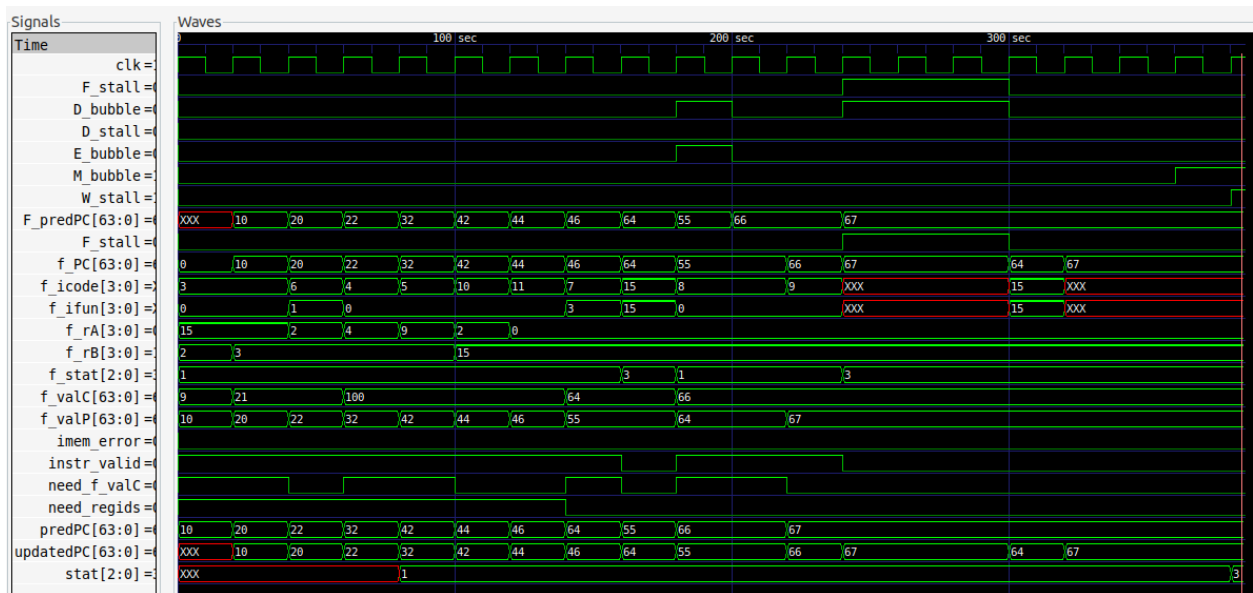 Signals Waves
Time 0 100 sec 200 sec 300 sec
clk =1
F_stall =0
D_bubble =0
D_stall =0
E_bubble =0
M_bubble =1
W_stall =1
F_predPC[63:0] =6 XXX 10 20 22 32 42 44 46 64 55 66 67
F_stall =0
f_PC[63:0] =6 0 10 20 22 32 42 44 46 64 55 66 67 64 67
f_icode[3:0] =X 3 6 4 5 10 11 7 15 8 9 XXX 15 XXX
f_ifun[3:0] =X 0 1 0 3 15 0 XXX 15 XXX
f_rA[3:0] =0 15 2 4 9 2 0
f_rB[3:0] =1 2 3 15
f_stat[2:0] =3 1 3 1 3
f_valC[63:0] =6 9 21 100 64 66
f_valP[63:0] =6 10 20 22 32 42 44 46 55 64 67
imem_error =0
instr_valid =0
need_f_valC =0
need_regids =0
predPC[63:0] =6 10 20 22 32 42 44 46 64 55 66 67
updatedPC[63:0] =6 XXX 10 20 22 32 42 44 46 64 55 66 67 64 67
stat[2:0] =3 XXX 1 3